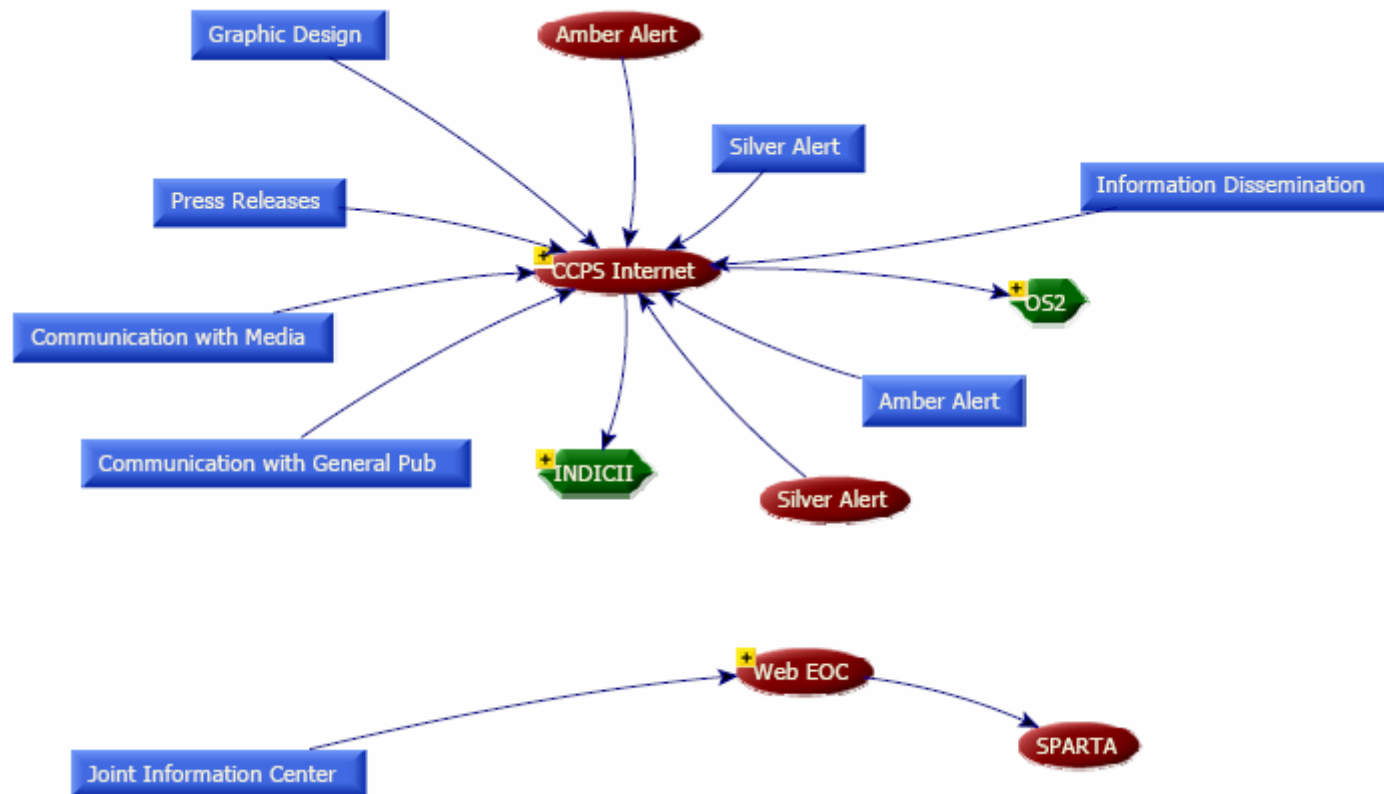 Graphic Design
Amber Alert
Silver Alert
Information Dissemination
Press Releases
+
CCPS Internet
+
OS2
Communication with Media
Amber Alert
Communication with General Pub
+
INDICII
Silver Alert
+
Web EOC
SPARTA
Joint Information Center